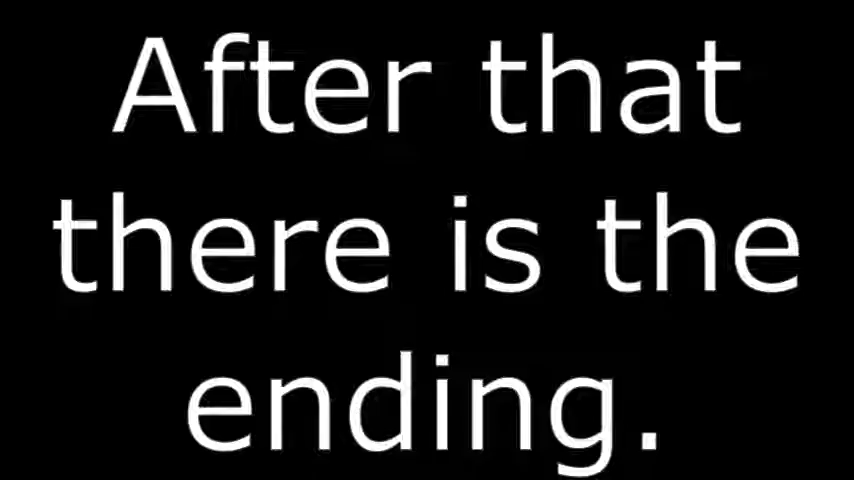 After that
there is the
ending.